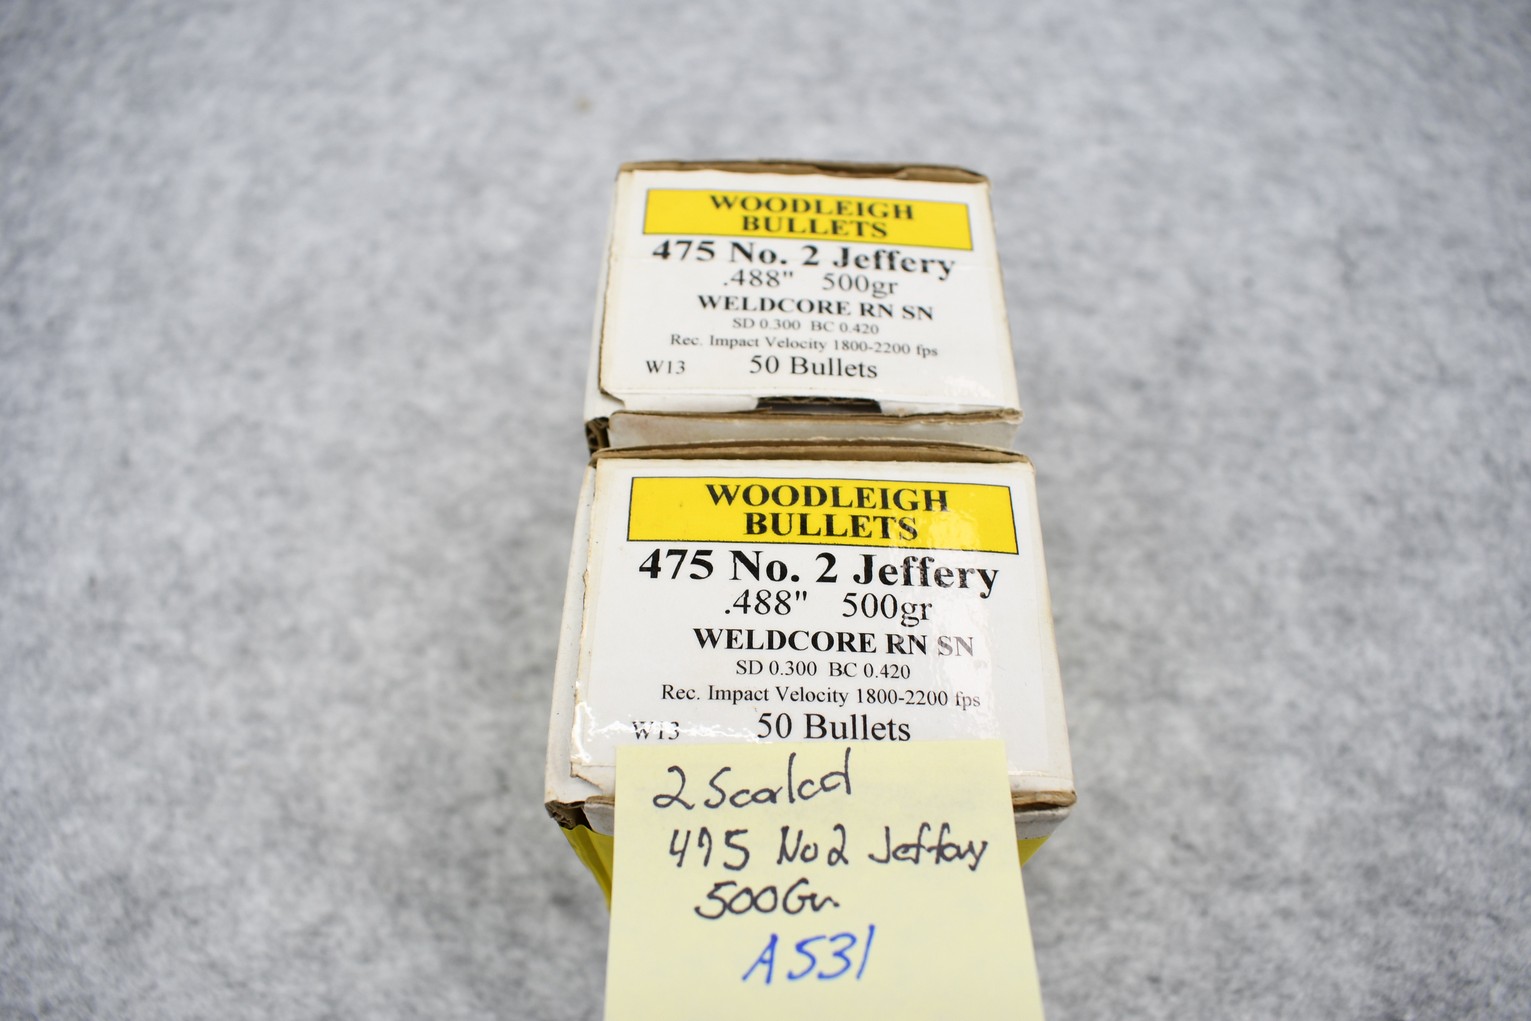 WOODLEIGH
BULLETS
475 No. 2 Jeffery
.488" 500gr
WELDCORE RN SN
SD 0.300 BC 0.420
Rec. Impact Velocity 1800-2200 fps
W13 50 Bullets
WOODLEIGH
BULLETS
475 No. 2 Jeffery
.488" 500gr
WELDCORE RN SN
SD 0.300 BC 0.420
Rec. Impact Velocity 1800-2200 fps
W13 50 Bullets
2 Sealed
475 No 2 Jeffery
500Gr.
A531